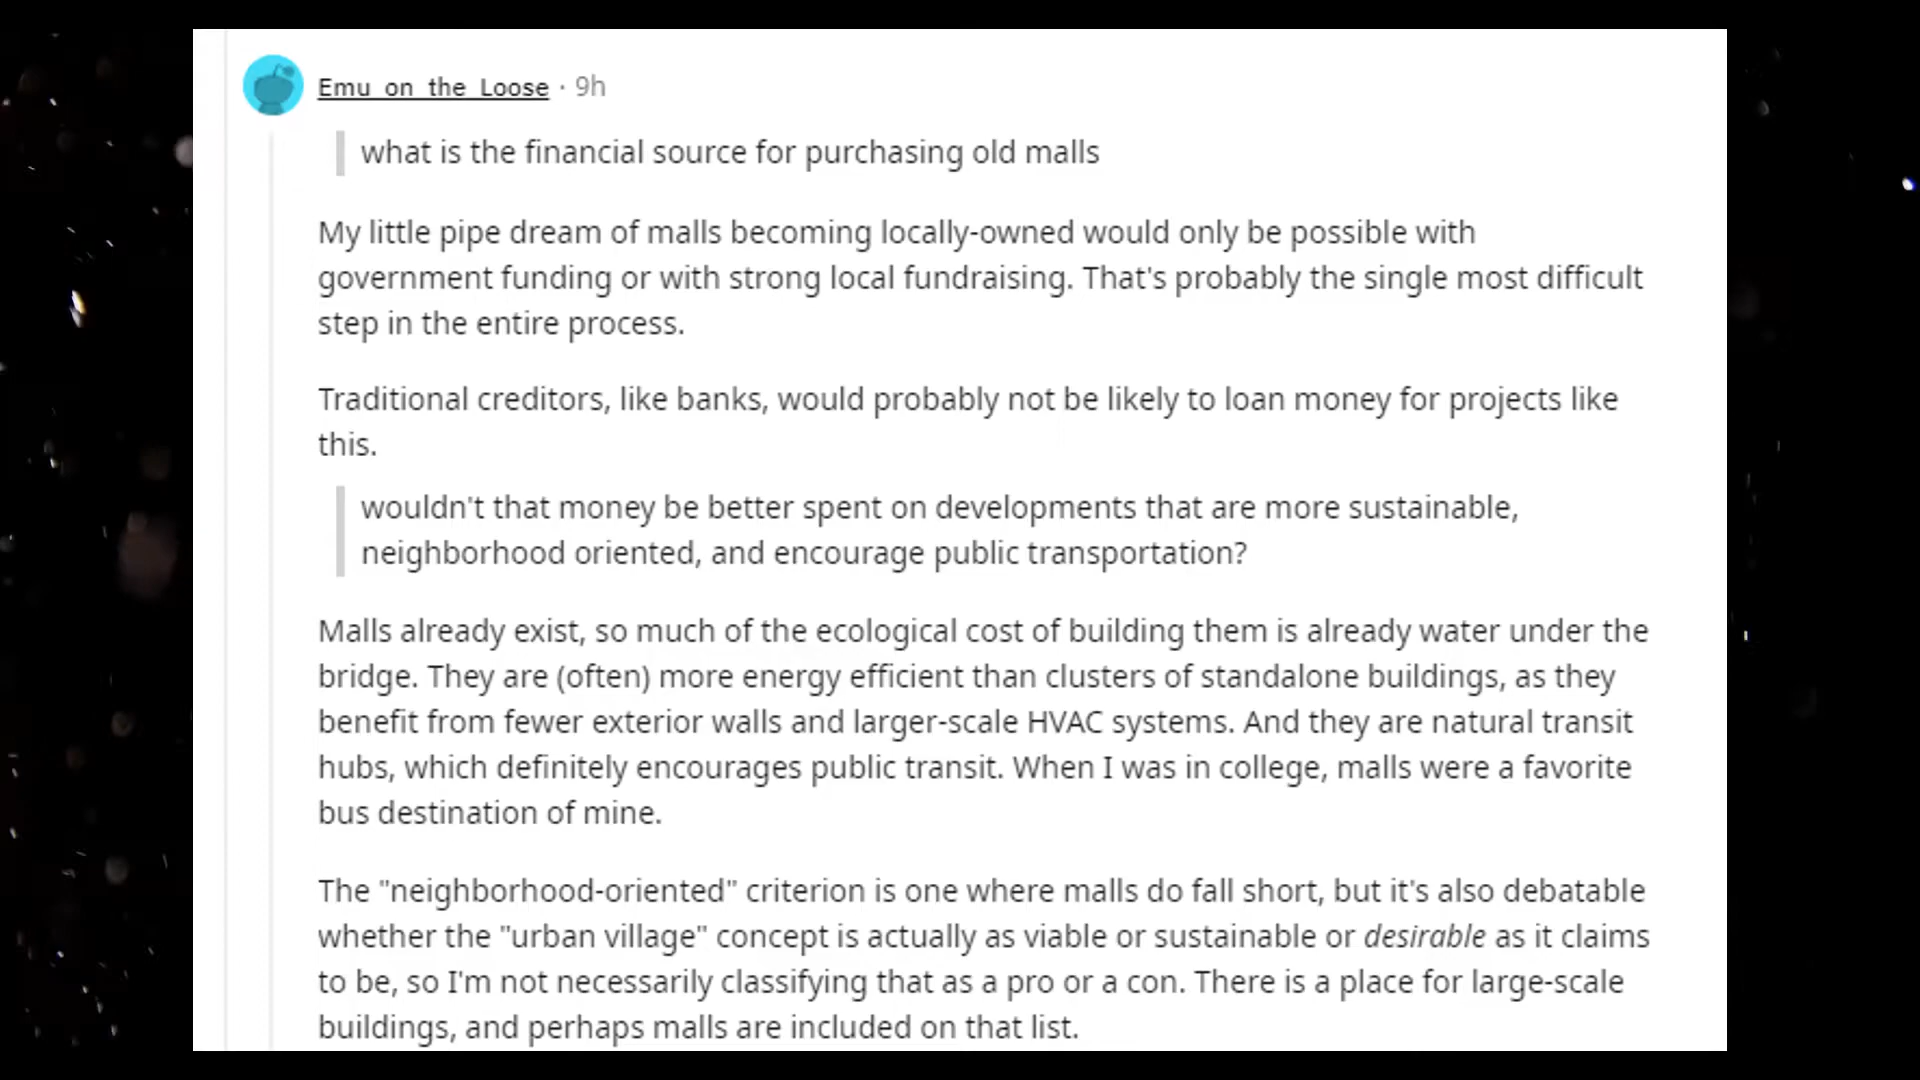 Emu_on_the_Loose · 9h
what is the financial source for purchasing old malls
My little pipe dream of malls becoming locally-owned would only be possible with
government funding or with strong local fundraising. That's probably the single most difficult
step in the entire process.
Traditional creditors, like banks, would probably not be likely to loan money for projects like
this.
wouldn't that money be better spent on developments that are more sustainable,
neighborhood oriented, and encourage public transportation?
Malls already exist, so much of the ecological cost of building them is already water under the
bridge. They are (often) more energy efficient than clusters of standalone buildings, as they
benefit from fewer exterior walls and larger-scale HVAC systems. And they are natural transit
hubs, which definitely encourages public transit. When I was in college, malls were a favorite
bus destination of mine.
The "neighborhood-oriented" criterion is one where malls do fall short, but it's also debatable
whether the "urban village" concept is actually as viable or sustainable or desirable as it claims
to be, so I'm not necessarily classifying that as a pro or a con. There is a place for large-scale
buildings, and perhaps malls are included on that list.